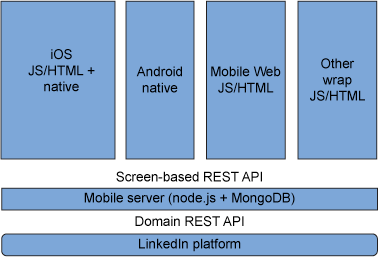 iOS
JS/HTML +
native
Android
native
Mobile Web
JS/HTML
Other
wrap
JS/HTML
Screen-based REST API
Mobile server (node.js + MongoDB)
Domain REST API
LinkedIn platform